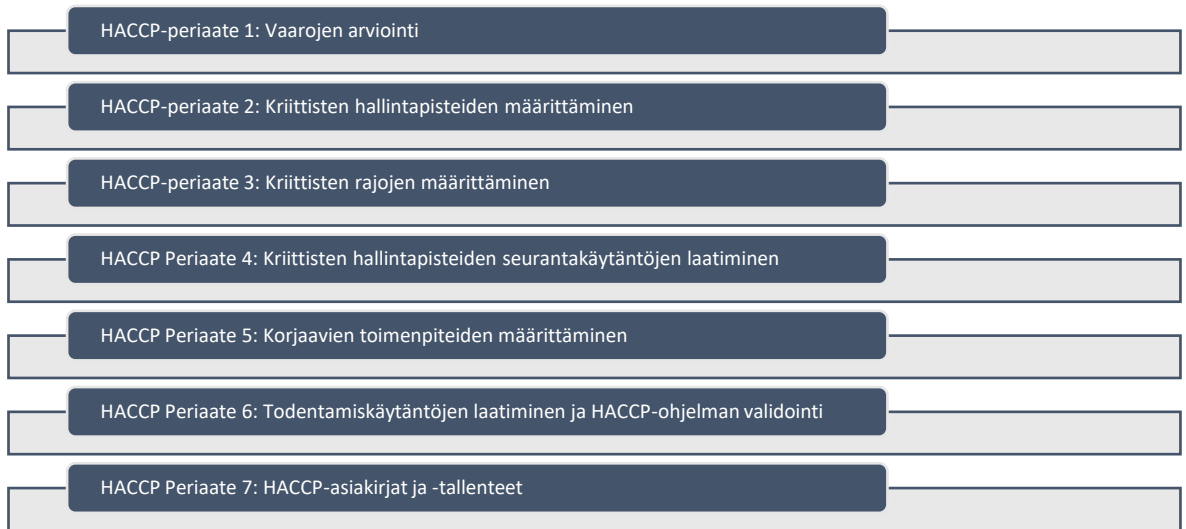 HACCP-periaate 1: Vaarojen arviointi
HACCP-periaate 2: Kriittisten hallintapisteiden määrittäminen
HACCP-periaate 3: Kriittisten rajojen määrittäminen
HACCP Periaate 4: Kriittisten hallintapisteiden seurantakäytäntöjen laatiminen
HACCP Periaate 5: Korjaavien toimenpiteiden määrittäminen
HACCP Periaate 6: Todentamiskäytäntöjen laatiminen ja HACCP-ohjelman validointi
HACCP Periaate 7: HACCP-asiakirjat ja -tallenteet